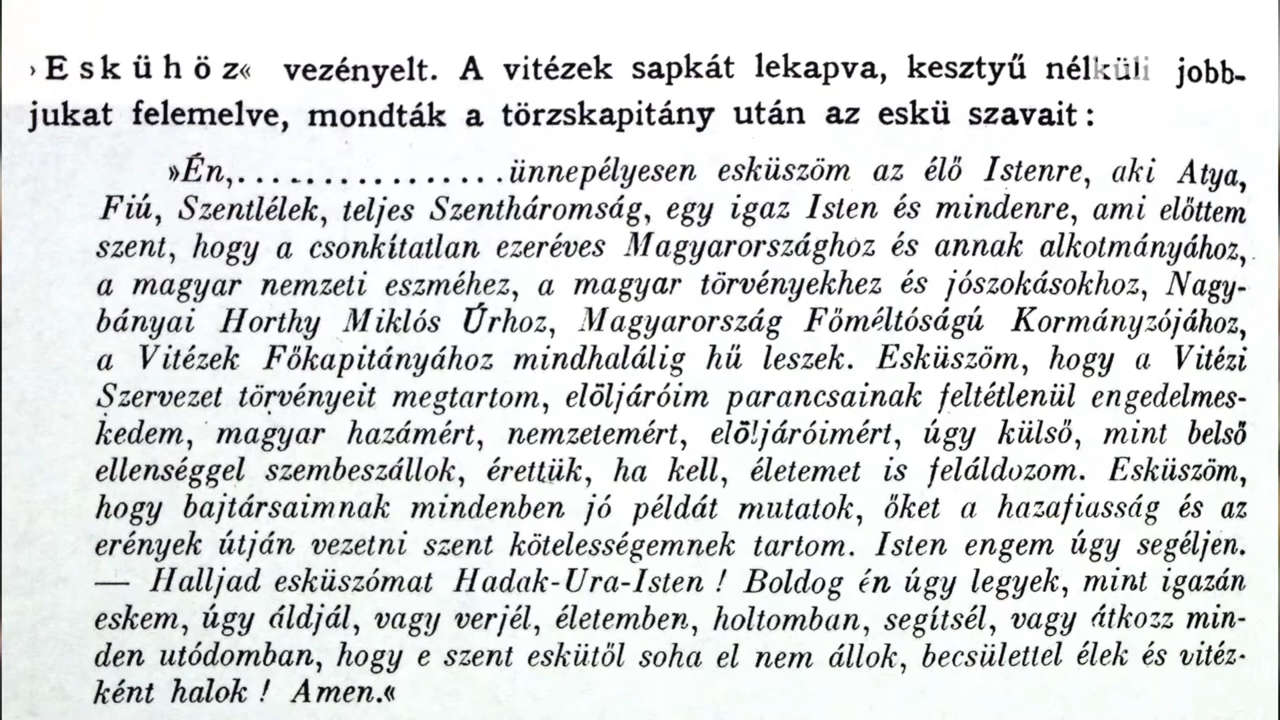 ›Eskühöz« vezényelt. A vitézek sapkát lekapva, kesztyű nélküli jobb-
jukat felemelve, mondták a törzskapitány után az eskü szavait:
»Én,.................ünnepélyesen esküszöm az élő Istenre, aki Atya,
Fiú, Szentlélek, teljes Szentháromság, egy igaz Isten és mindenre, ami előttem
szent, hogy a csonkítatlan ezeréves Magyarországhoz és annak alkotmányához,
a magyar nemzeti eszméhez, a magyar törvényekhez és jószokásokhoz, Nagy-
bányai Horthy Miklós Úrhoz, Magyarország Főméltóságú Kormányzójához,
a Vitézek Főkapitányához mindhalálig hű leszek. Esküszöm, hogy a Vitézi
Szervezet törvényeit megtartom, elöljáróim parancsainak feltétlenül engedelmes-
kedem, magyar hazámért, nemzetemért, elöljáróimért, úgy külső, mint belső
ellenséggel szembeszállok, érettük, ha kell, életemet is feláldozom. Esküszöm,
hogy bajtársaimnak mindenben jó példát mutatok, őket a hazafiasság és az
erények útján vezetni szent kötelességemnek tartom. Isten engem úgy segéljen.
— Halljad esküszómat Hadak-Ura-Isten! Boldog én úgy legyek, mint igazán
eskem, úgy áldjál, vagy verjél, életemben, holtomban, segítsél, vagy átkozz min-
den utódomban, hogy e szent eskütől soha el nem állok, becsülettel élek és vitéz-
ként halok! Amen.«